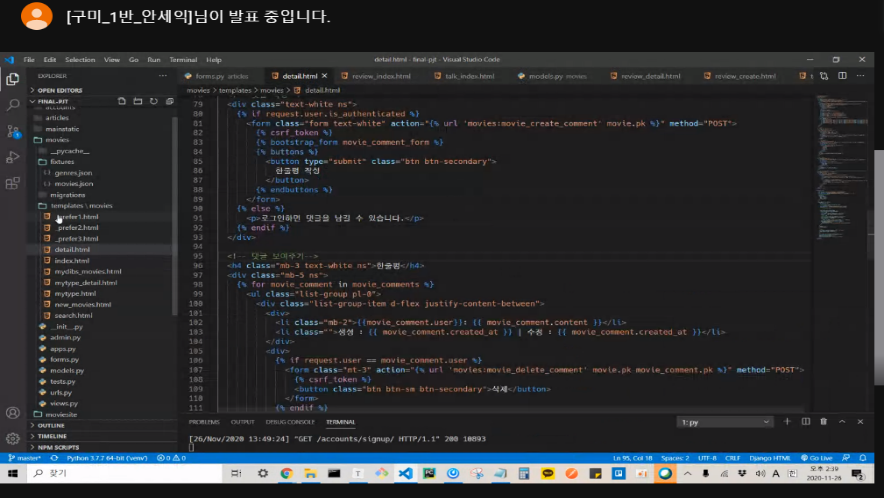 [구미_1반_안세익]님이 발표 중입니다.
File Edit Selection View Go Run Terminal Help
detail.html - final-pjt - Visual Studio Code
EXPLORER
OPEN EDITORS
FINAL-PJT
accounts
articles
mainstatic
movies
__pycache__
fixtures
genres.json
movies.json
migrations
templates \ movies
_prefer1.html
_prefer2.html
_prefer3.html
detail.html
index.html
mydibs_movies.html
mytype_detail.html
mytype.html
new_movies.html
search.html
__init__.py
admin.py
apps.py
forms.py
models.py
tests.py
urls.py
views.py
moviesite
OUTLINE
TIMELINE
NPM SCRIPTS
forms.py articles detail.html review_index.html talk_index.html models.py movies review_detail.html review_create.html
movies > templates > movies > detail.html
79 <div class="text-white ns">
80 {% if request.user.is_authenticated %}
81 <form class="form text-white" action="{% url 'movies:movie_create_comment' movie.pk %}" method="POST">
82 {% csrf_token %}
83 {% bootstrap_form movie_comment_form %}
84 {% buttons %}
85 <button type="submit" class="btn btn-secondary">
86 한줄평 작성
87 </button>
88 {% endbuttons %}
89 </form>
90 {% else %}
91 <p>로그인하면 댓글을 남길 수 있습니다.</p>
92 {% endif %}
93 </div>
94
95 <!-- 댓글 보여주기-->
96 <h4 class="mb-3 text-white ns">한줄평</h4>
97 <div class="mb-5 ns">
98 {% for movie_comment in movie_comments %}
99 <ul class="list-group pl-0">
100 <div class="list-group-item d-flex justify-content-between">
101 <div>
102 <li class="mb-2">{{movie_comment.user}}: {{ movie_comment.content }}</li>
103 <li class="">생성 : {{ movie_comment.created_at }} | 수정 : {{ movie_comment.created_at }}</li>
104 </div>
105 <div>
106 {% if request.user == movie_comment.user %}
107 <form class="mt-3" action="{% url 'movies:movie_delete_comment' movie.pk movie_comment.pk %}" method="POST">
108 {% csrf_token %}
109 <button class="btn btn-sm btn-secondary">삭제</button>
110 </form>
111 {% endif %}
PROBLEMS OUTPUT DEBUG CONSOLE TERMINAL 1: py
[26/Nov/2020 13:49:24] "GET /accounts/signup/ HTTP/1.1" 200 10893
master* Python 3.7.7 64-bit ('venv') 0 0 Ln 95, Col 18 Spaces: 2 UTF-8 CRLF Django HTML Go Live
찾기
오후 2:39
2020-11-26